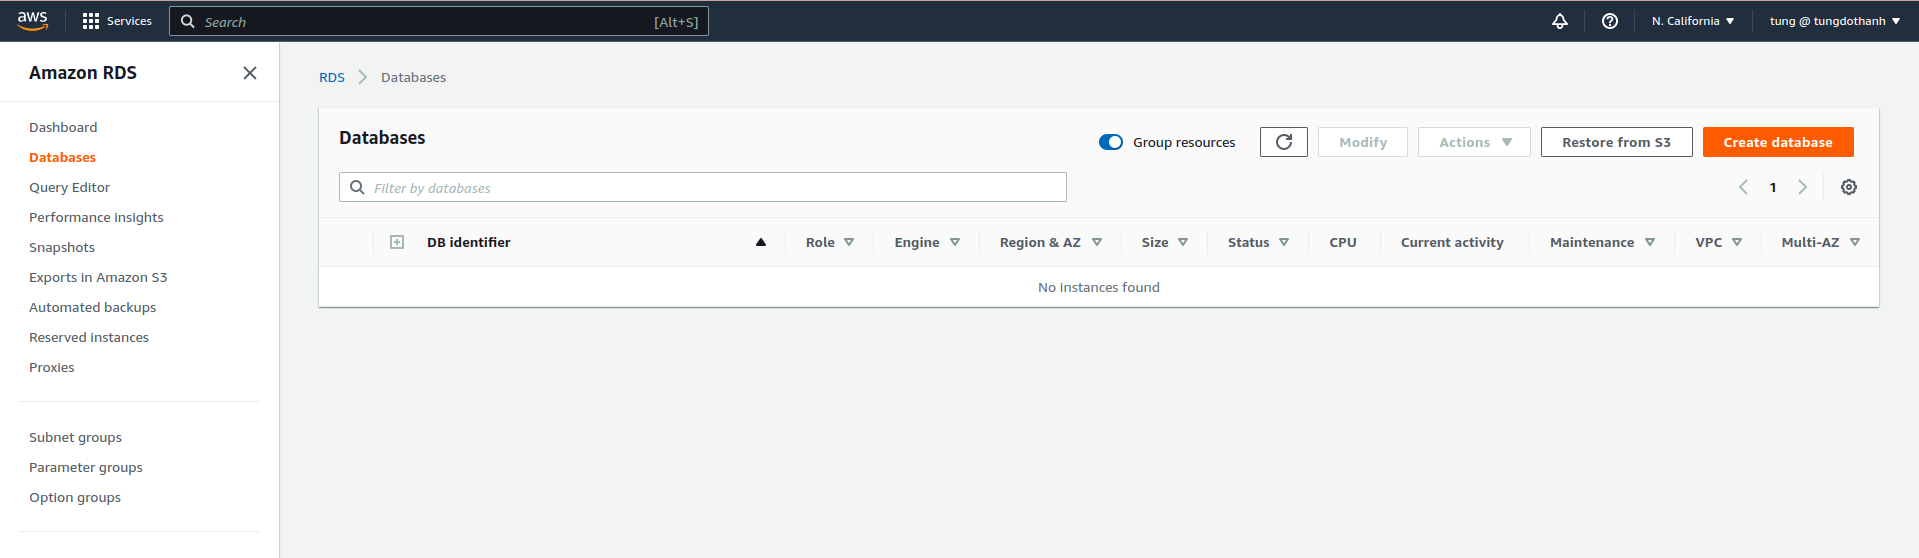 aws Services Search [Alt+S] N. California tung @ tungdothanh
Amazon RDS
Dashboard
Databases
Query Editor
Performance insights
Snapshots
Exports in Amazon S3
Automated backups
Reserved instances
Proxies
Subnet groups
Parameter groups
Option groups
RDS Databases
Databases
Group resources Modify Actions Restore from S3 Create database
Filter by databases
1
DB identifier Role Engine Region & AZ Size Status CPU Current activity Maintenance VPC Multi-AZ
No instances found